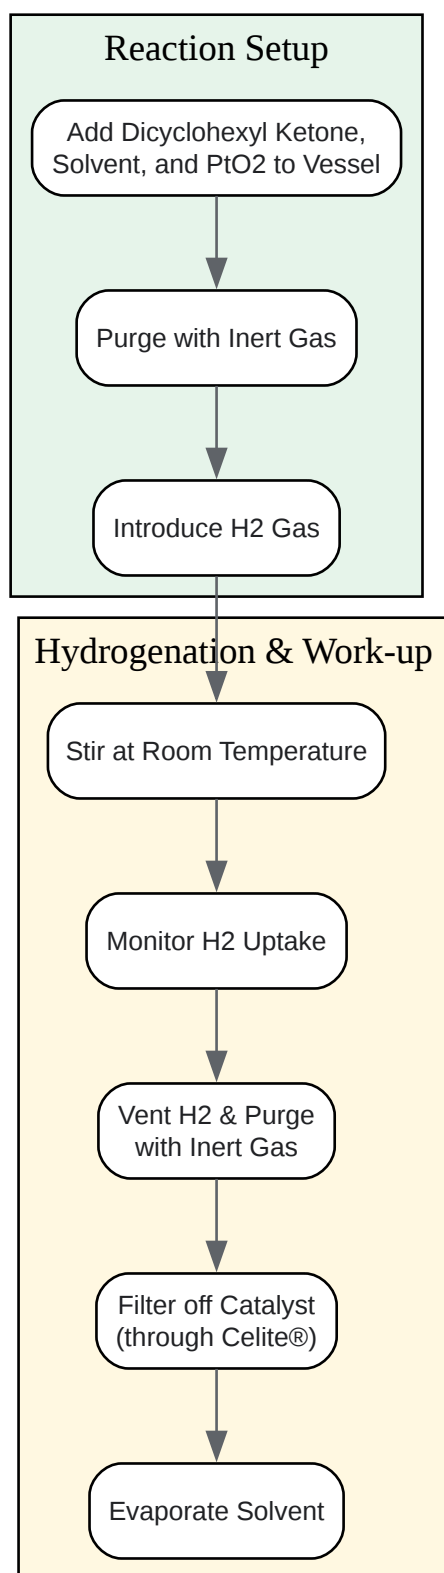 Reaction Setup
Add Dicyclohexyl Ketone,
Solvent, and PtO2 to Vessel
Purge with Inert Gas
Introduce H2 Gas
Hydrogenation & Work-up
Stir at Room Temperature
Monitor H2 Uptake
Vent H2 & Purge
with Inert Gas
Filter off Catalyst
(through Celite®)
Evaporate Solvent